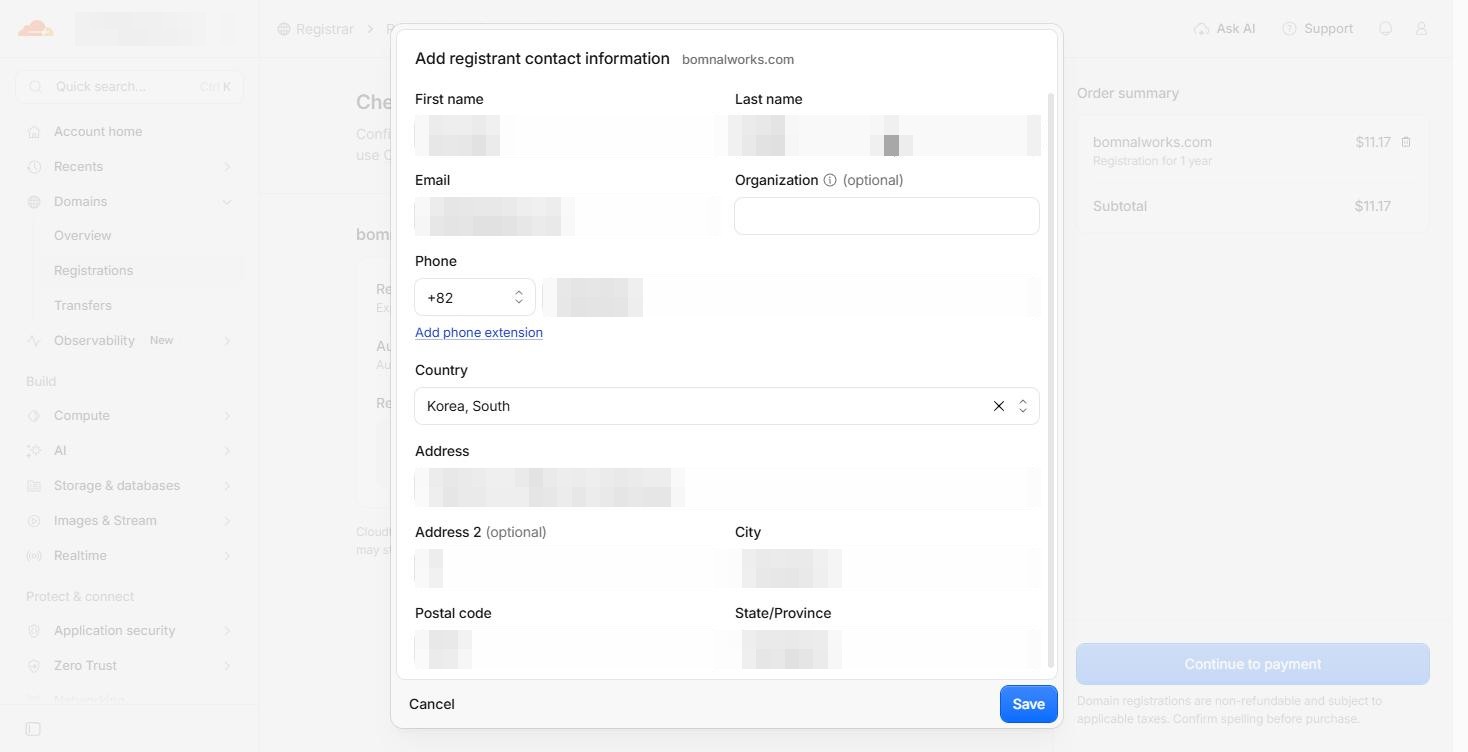 Registrar
Ask AI
Support
Quick search...
Ctrl K
Account home
Recents
Domains
Overview
Registrations
Transfers
Observability New
Build
Compute
AI
Storage & databases
Images & Stream
Realtime
Protect & connect
Application security
Zero Trust
Networking
Add registrant contact information bomnalworks.com
First name
Last name
Email
Organization (optional)
Phone
+82
Add phone extension
Country
Korea, South
Address
Address 2 (optional)
City
Postal code
State/Province
Cancel
Save
Order summary
bomnalworks.com $11.17
Registration for 1 year
Subtotal $11.17
Continue to payment
Domain registrations are non-refundable and subject to
applicable taxes. Confirm spelling before purchase.